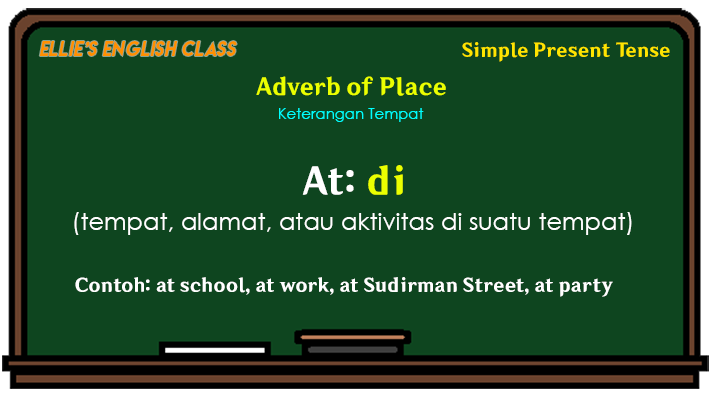 ELLIE'S ENGLISH CLASS
Simple Present Tense
Adverb of Place
Keterangan Tempat
At: di
(tempat, alamat, atau aktivitas di suatu tempat)
Contoh: at school, at work, at Sudirman Street, at party